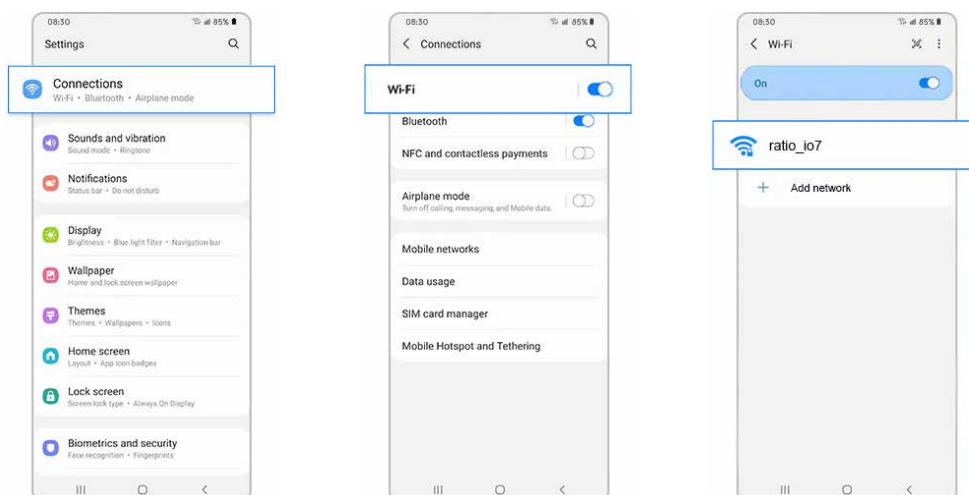 08:30 85%
Settings
Connections
Wi-Fi • Bluetooth • Airplane mode
Sounds and vibration
Sound mode • Ringtone
Notifications
Status bar • Do not disturb
Display
Brightness • Blue light filter • Navigation bar
Wallpaper
Home and lock screen wallpaper
Themes
Themes • Wallpapers • Icons
Home screen
Layout • App icon badges
Lock screen
Screen lock type • Always On Display
Biometrics and security
Face recognition • Fingerprints
08:30 85%
Connections
Wi-Fi
Bluetooth
NFC and contactless payments
Airplane mode
Turn off calling, messaging, and Mobile data.
Mobile networks
Data usage
SIM card manager
Mobile Hotspot and Tethering
08:30 85%
Wi-Fi
On
ratio_io7
Add network